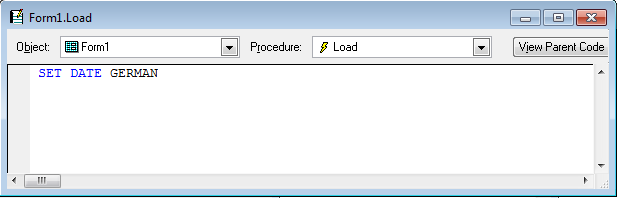 Form1.Load
Object: Form1 Procedure: Load View Parent Code
SET DATE GERMAN